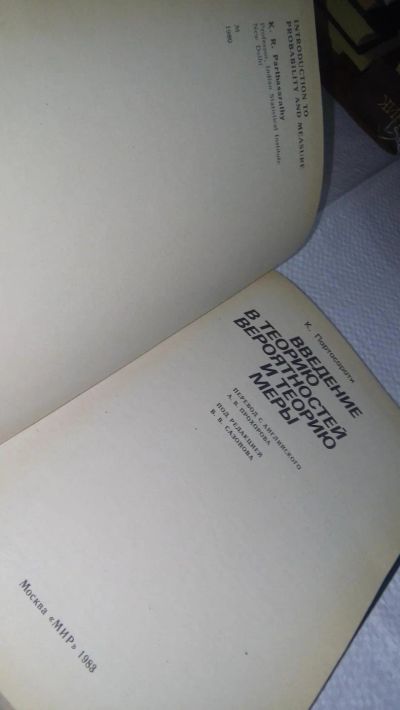 INTRODUCTION TO
PROBABILITY AND MEASURE
K. R. Parthasarathy
Professor, Indian Statistical Institute,
New Delhi
M
1980
К. Партасарати
ВВЕДЕНИЕ
В ТЕОРИЮ
ВЕРОЯТНОСТЕЙ
И ТЕОРИЮ
МЕРЫ
ПЕРЕВОД С АНГЛИЙСКОГО
А. В. ПРОХОРОВА
ПОД РЕДАКЦИЕЙ
В. В. САЗОНОВА
Москва «МИР» 1983